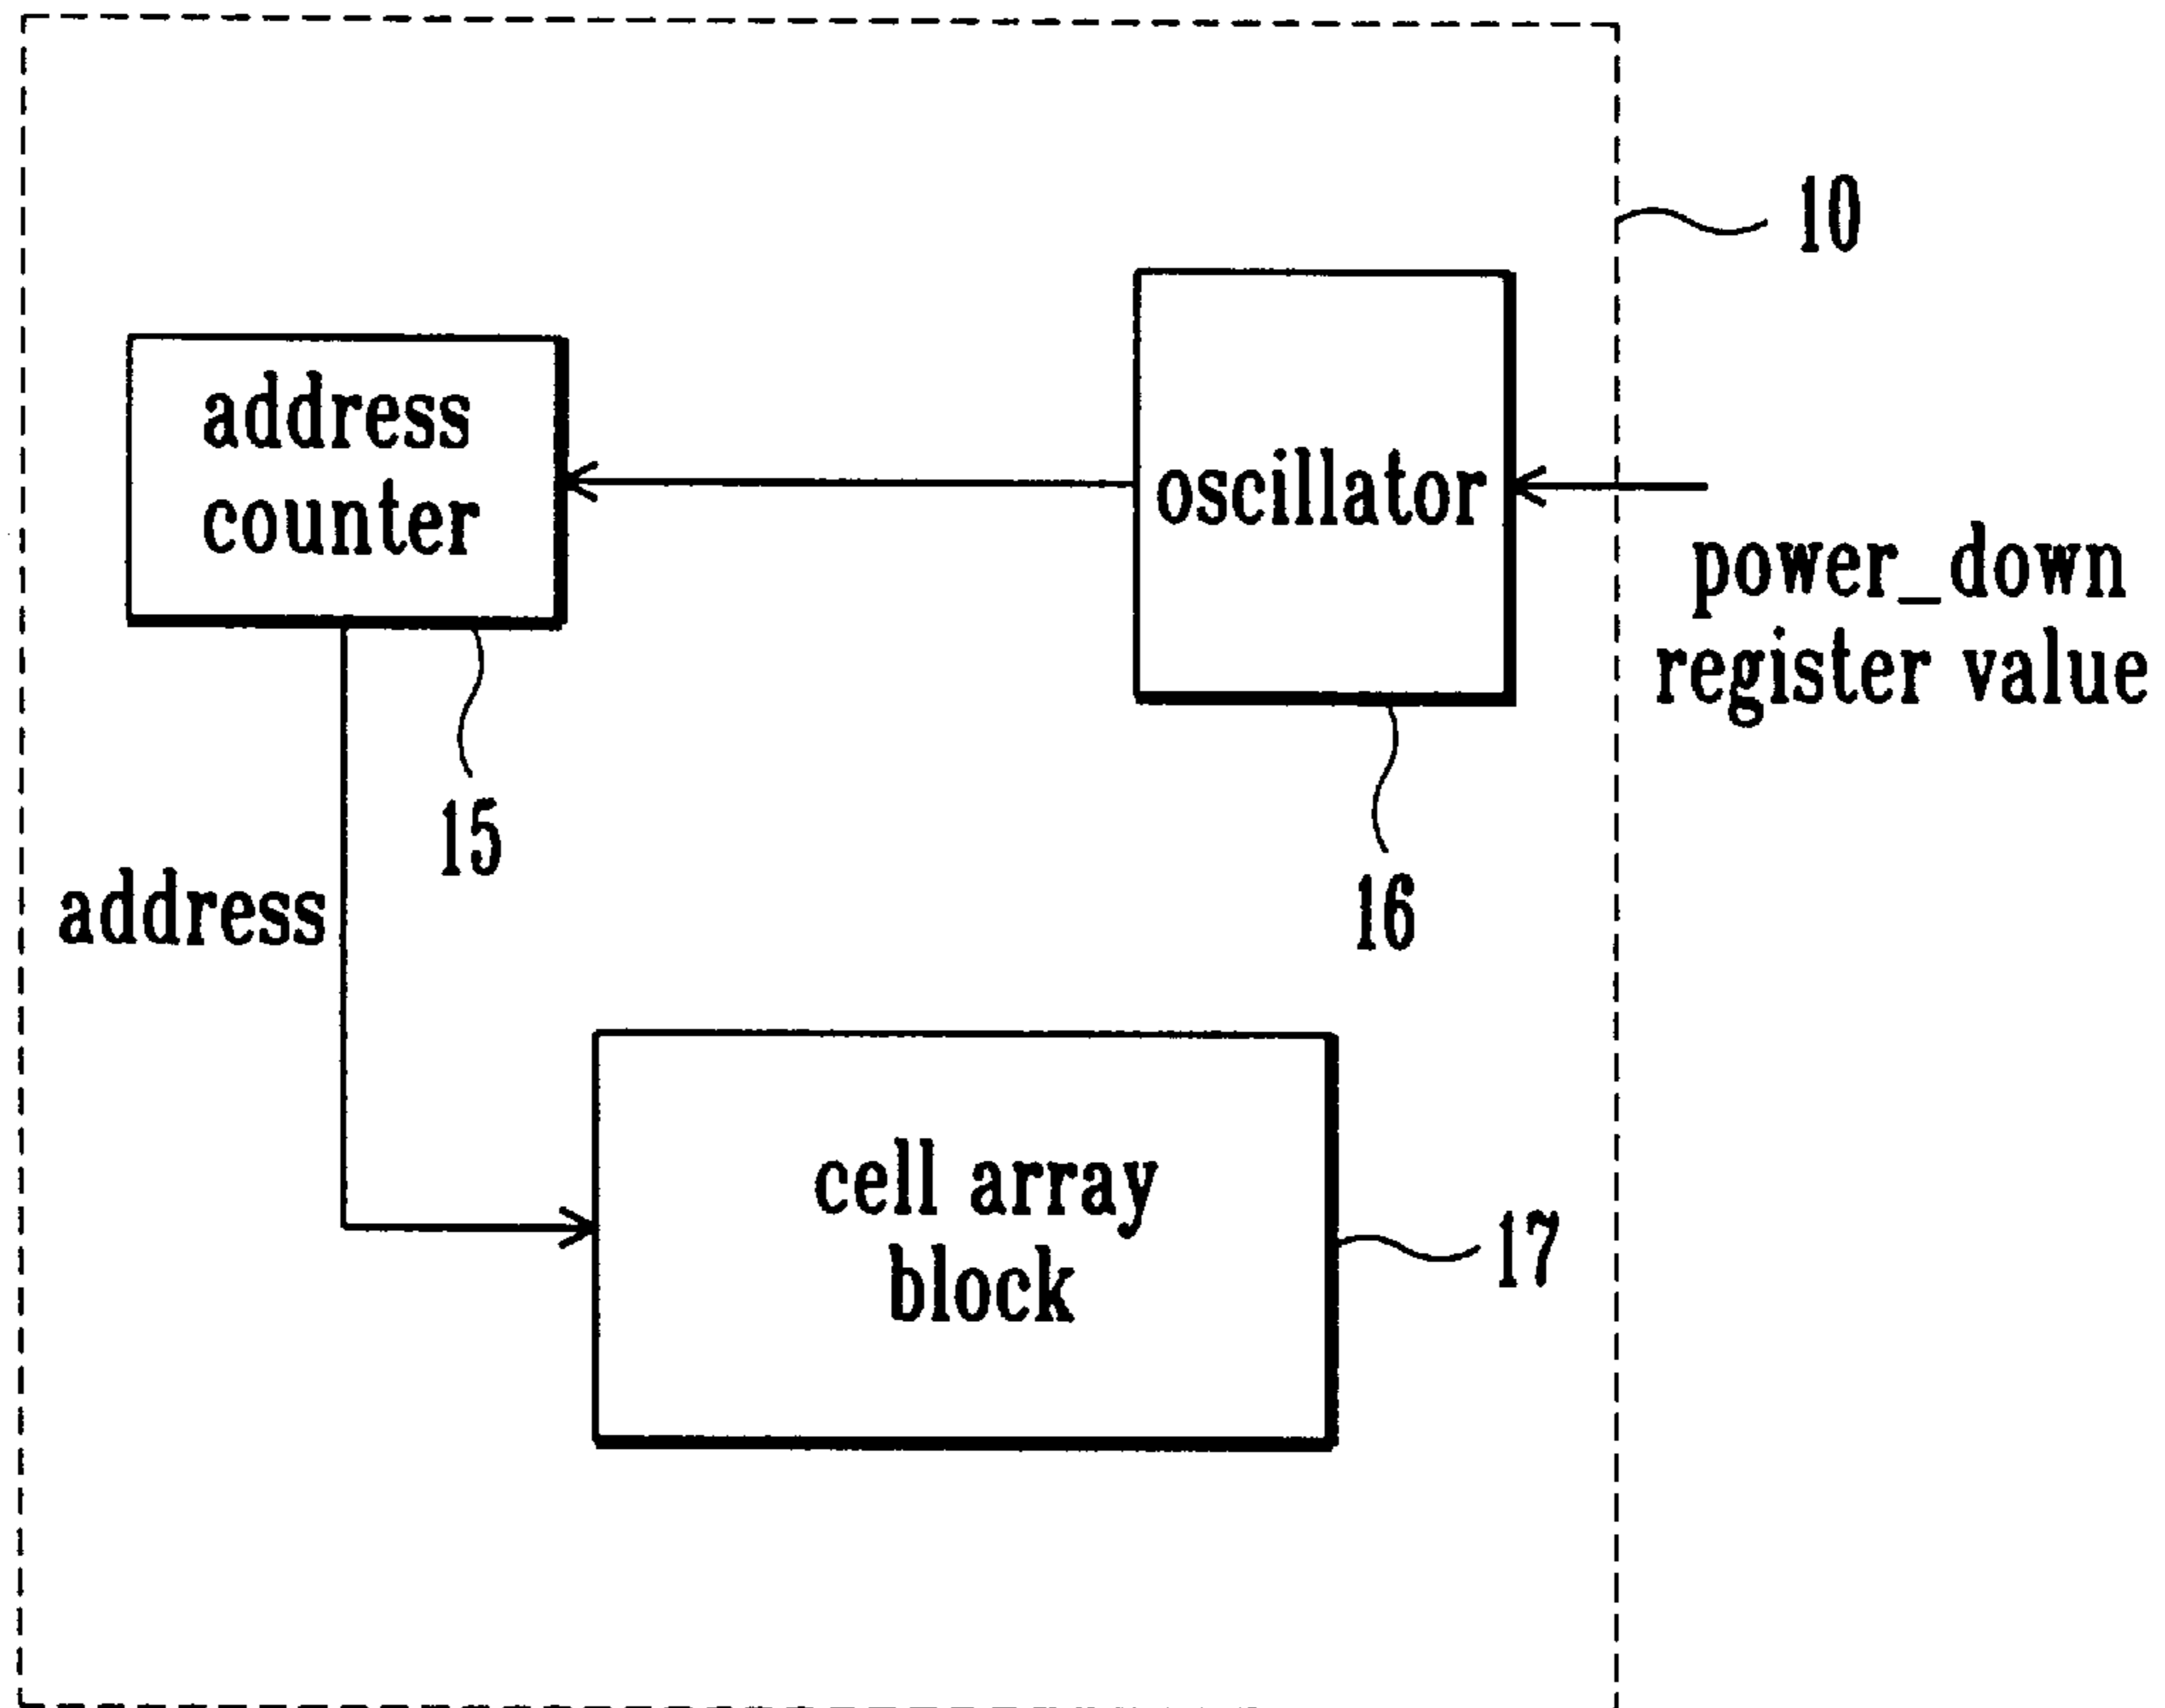 10
address
counter
oscillator
power_down
register value
15
address
16
cell array
block
17